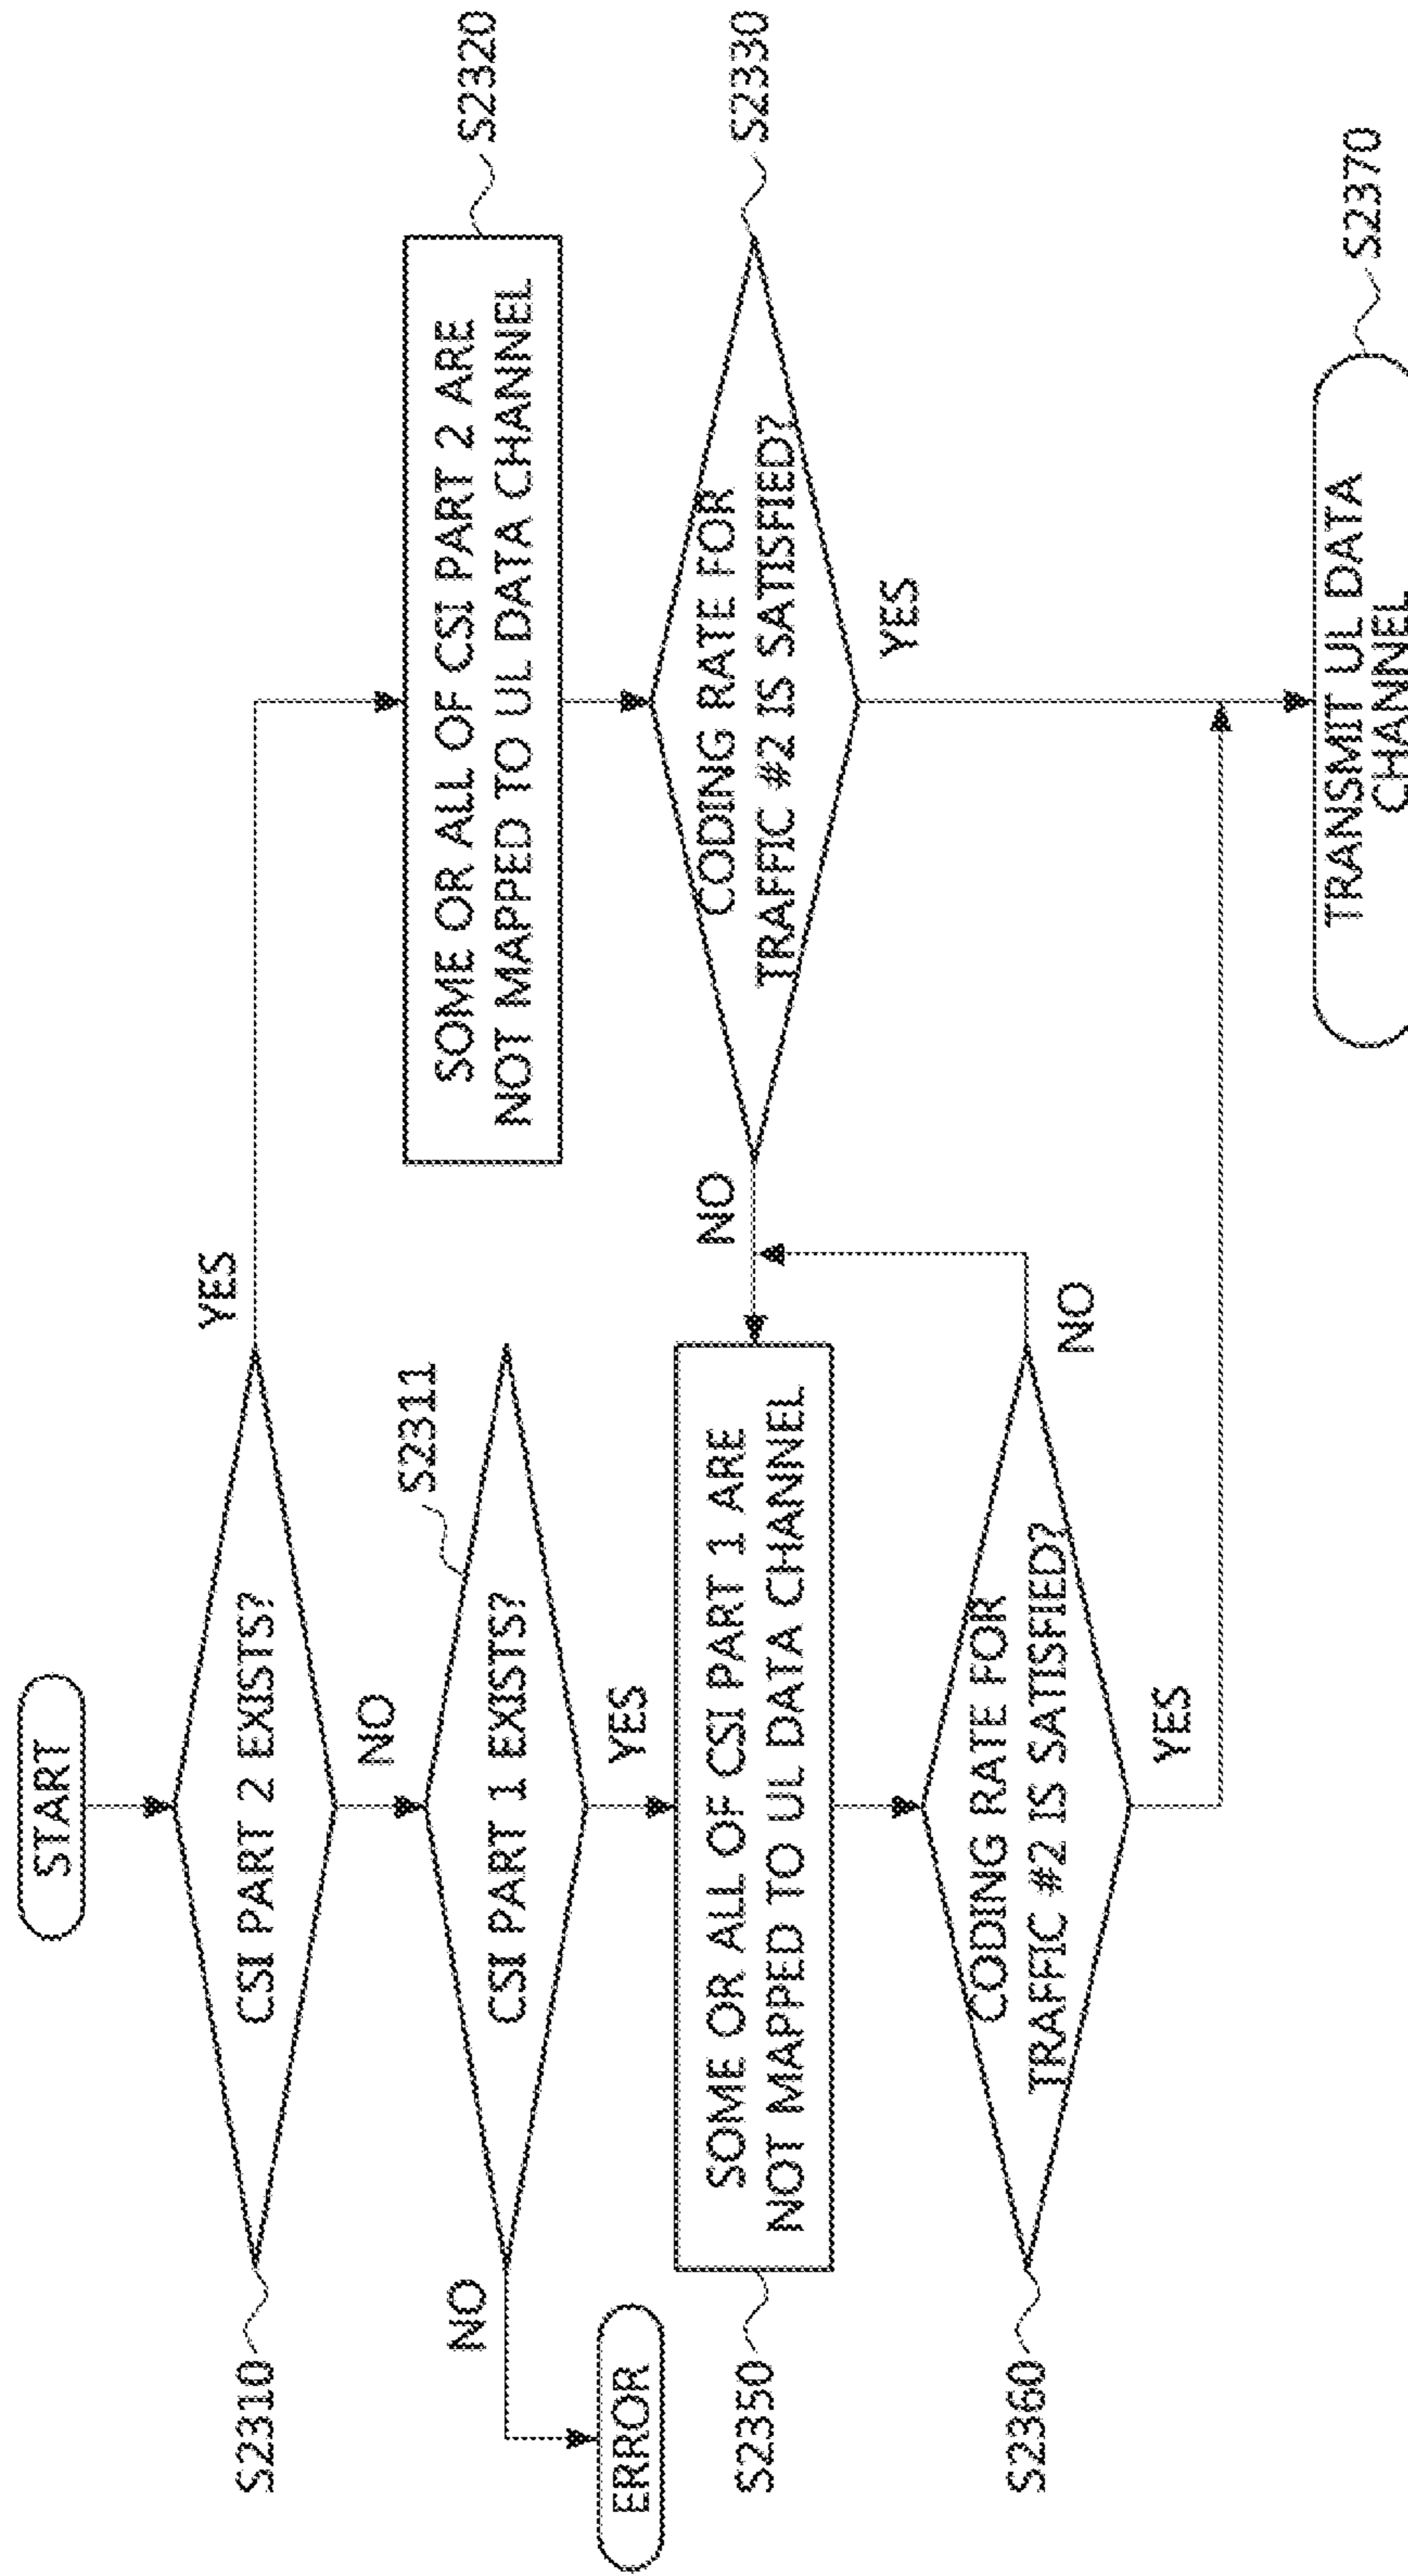 START
CSI PART 2 EXISTS?
S2310
YES
NO
CSI PART 1 EXISTS?
S2311
NO
ERROR
YES
SOME OR ALL OF CSI PART 2 ARE
NOT MAPPED TO UL DATA CHANNEL
S2320
CODING RATE FOR
TRAFFIC #2 IS SATISFIED?
S2330
NO
YES
SOME OR ALL OF CSI PART 1 ARE
NOT MAPPED TO UL DATA CHANNEL
S2350
CODING RATE FOR
TRAFFIC #2 IS SATISFIED?
S2360
NO
YES
TRANSMIT UL DATA
CHANNEL
S2370